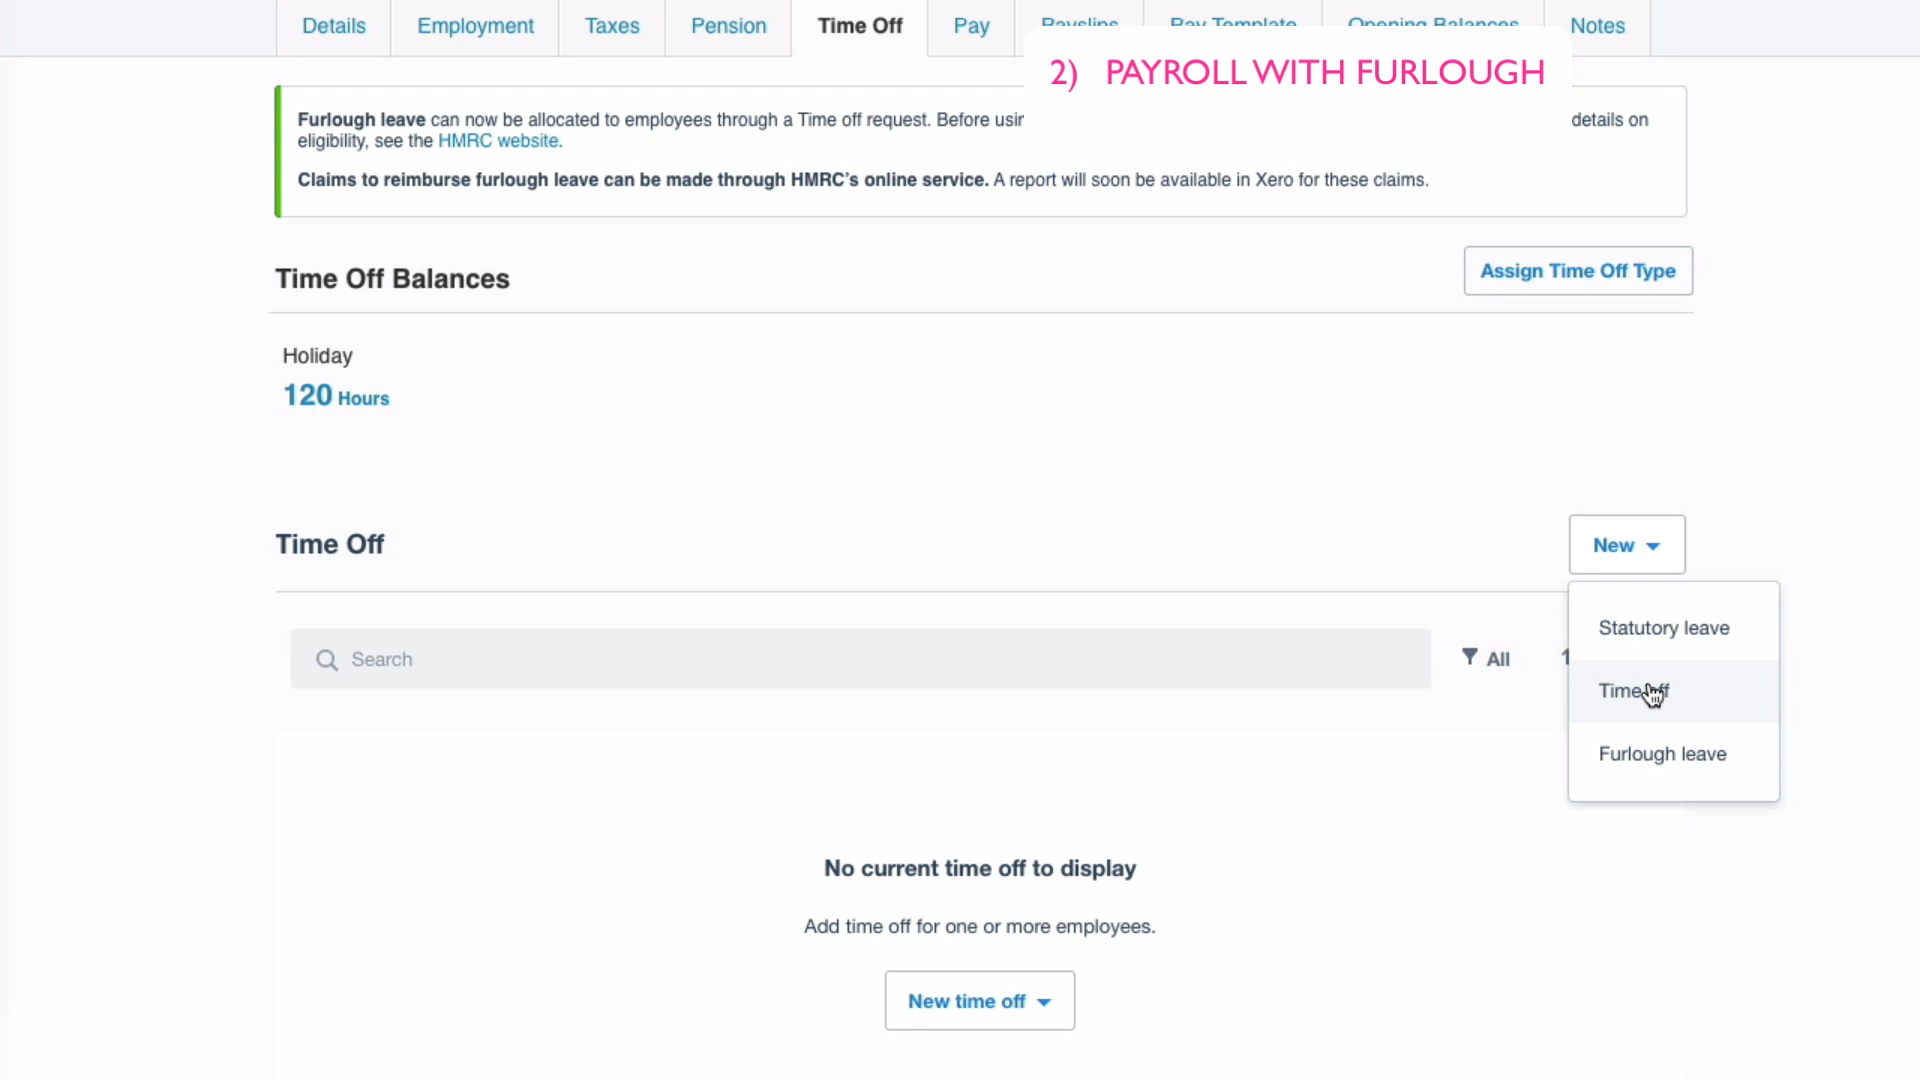 Details Employment Taxes Pension Time Off Pay Payslips Pay Template Opening Balances Notes
2) PAYROLL WITH FURLOUGH
Furlough leave can now be allocated to employees through a Time off request. Before details on
eligibility, see the HMRC website.
Claims to reimburse furlough leave can be made through HMRC's online service. A report will soon be available in Xero for these claims.
Time Off Balances
Assign Time Off Type
Holiday
120 Hours
Time Off
New
Statutory leave
Search
All
Time off
Furlough leave
No current time off to display
Add time off for one or more employees.
New time off